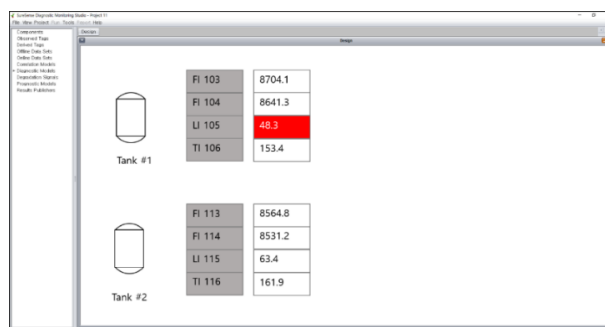 SureSense Diagnostic Monitoring Studio - Project 11
File View Project Run Tools Expert Help
Components
Observed Tags
Derived Tags
Offline Data Sets
Online Data Sets
Correlation Models
Diagnostic Models
Degradation Signals
Prognostic Models
Results Publishers
Design
FI 103 8704.1
FI 104 8641.3
LI 105 48.3
TI 106 153.4
Tank #1
FI 113 8564.8
FI 114 8531.2
LI 115 63.4
TI 116 161.9
Tank #2